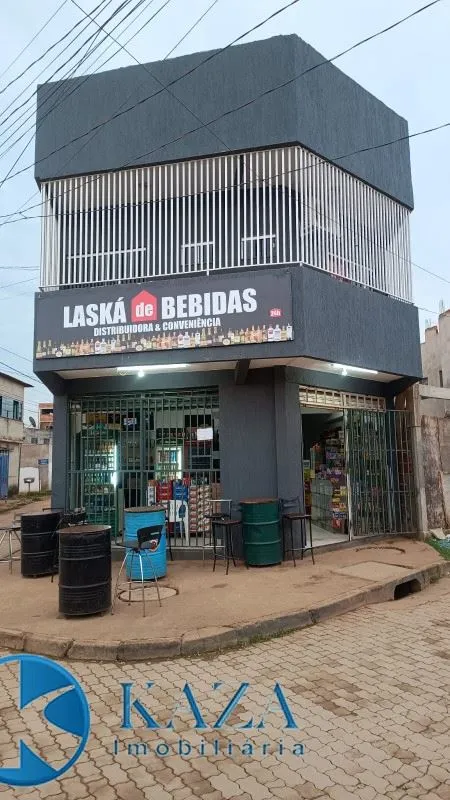 LASKÁ de BEBIDAS
DISTRIBUIDORA & CONVENIÊNCIA
24h
KAZA
Imobiliária